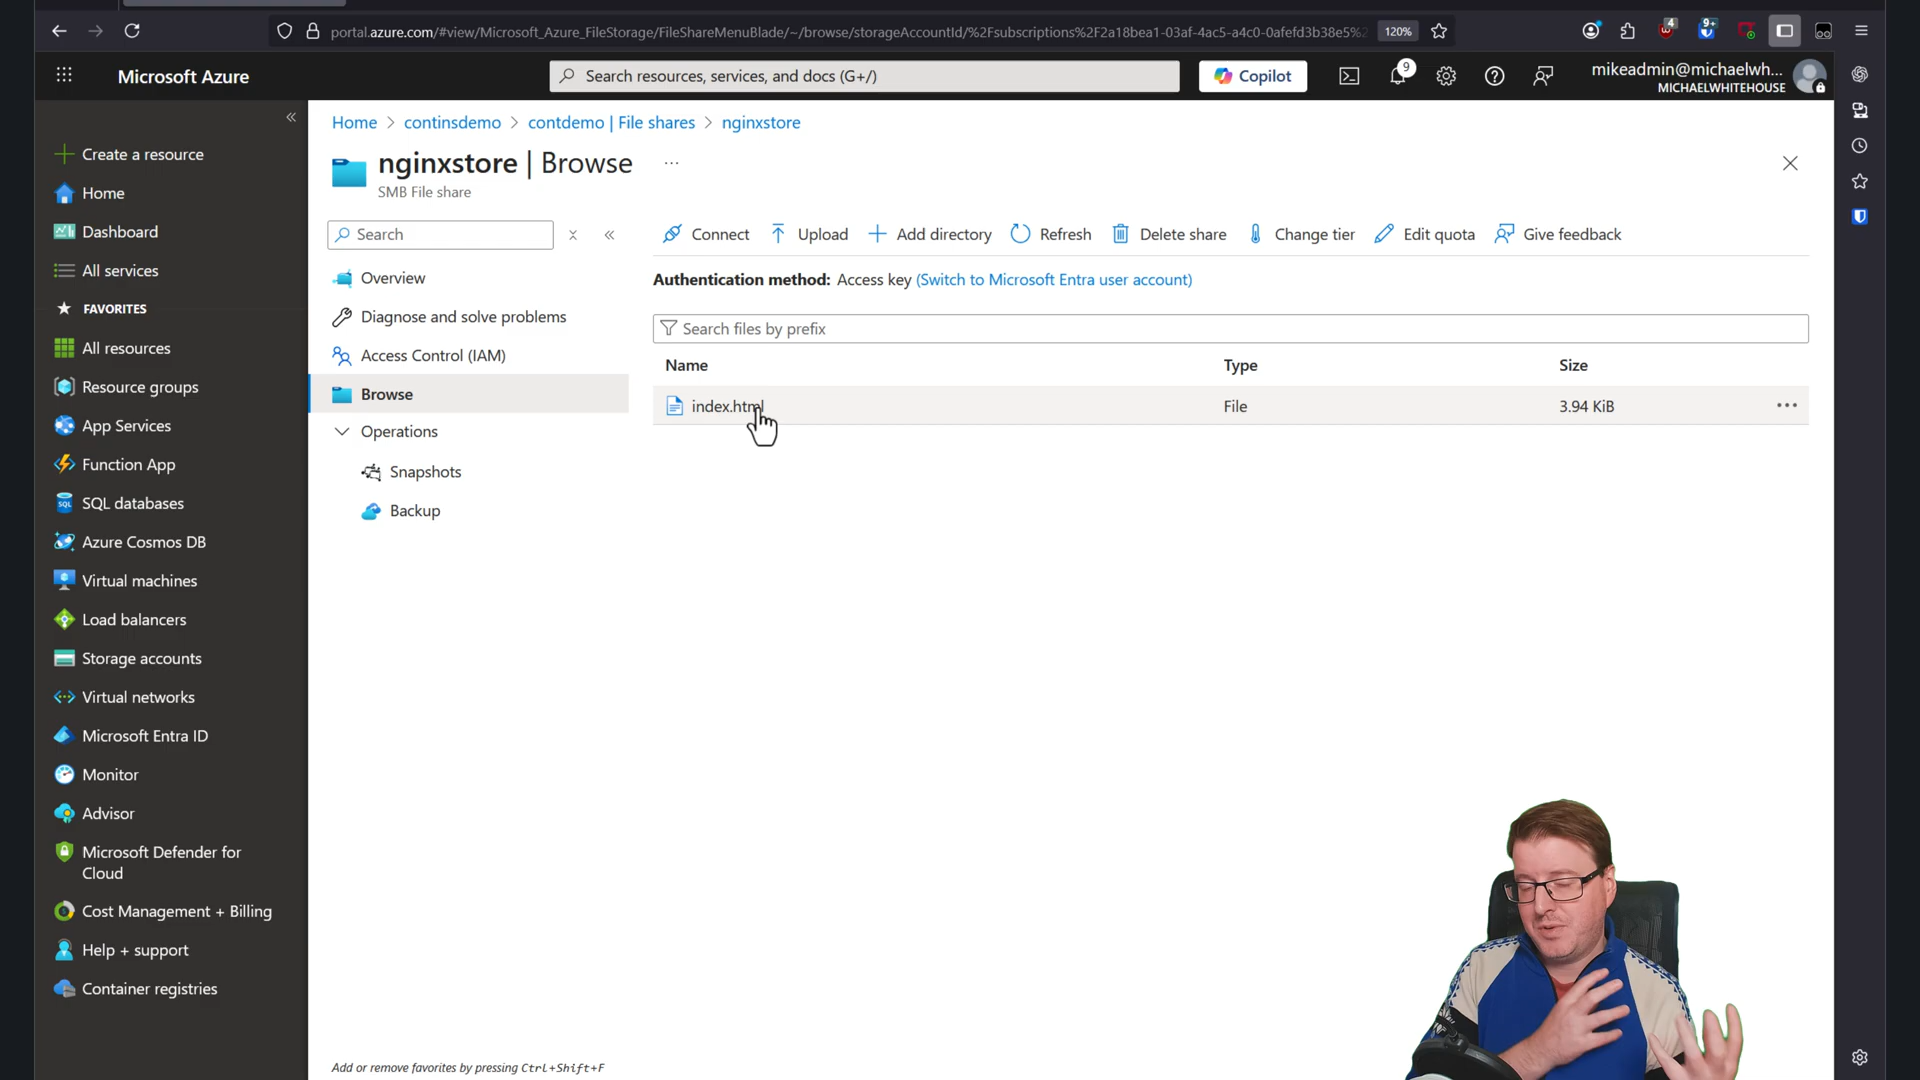 portal.azure.com/#view/Microsoft_Azure_FileStorage/FileShareMenuBlade/~/browse/storageAccountId/%2Fsubscriptions%2F2a18bea1-03af-4ac5-a4c0-0afefd3b38e5%
120%
4
9+
Microsoft Azure
Search resources, services, and docs (G+/)
Copilot
9
mikeadmin@michaelwh...
MICHAELWHITEHOUSE
Create a resource
Home
Dashboard
All services
FAVORITES
All resources
Resource groups
App Services
Function App
SQL databases
Azure Cosmos DB
Virtual machines
Load balancers
Storage accounts
Virtual networks
Microsoft Entra ID
Monitor
Advisor
Microsoft Defender for
Cloud
Cost Management + Billing
Help + support
Container registries
Home > continsdemo > contdemo | File shares > nginxstore
nginxstore | Browse
SMB File share
Search
Overview
Diagnose and solve problems
Access Control (IAM)
Browse
Operations
Snapshots
Backup
Connect Upload Add directory Refresh Delete share Change tier Edit quota Give feedback
Authentication method: Access key (Switch to Microsoft Entra user account)
Search files by prefix
Name Type Size
index.html File 3.94 KiB
Add or remove favorites by pressing Ctrl+Shift+F